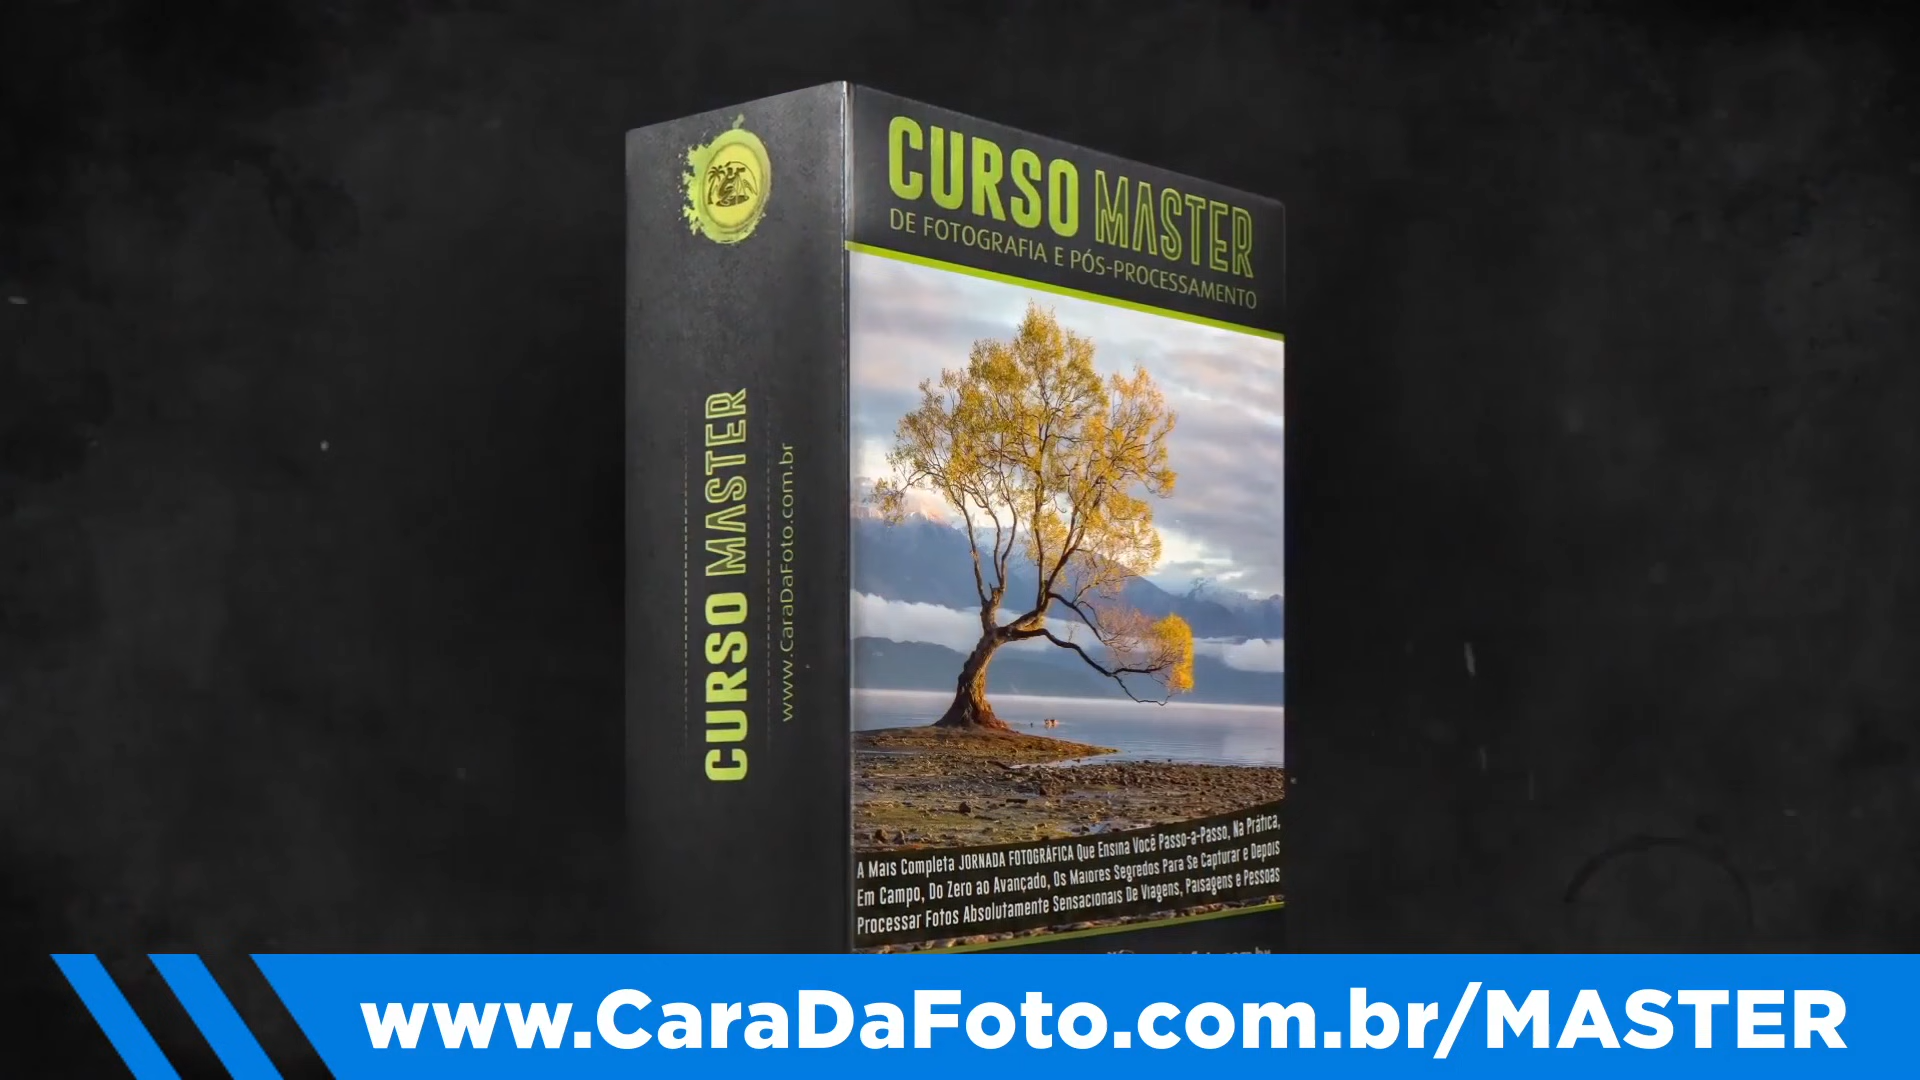 CURSO MASTER
DE FOTOGRAFIA E PÓS-PROCESSAMENTO
CURSO MASTER
www.CaraDaFoto.com.br
A Mais Completa JORNADA FOTOGRÁFICA Que Ensina Você Passo-a-Passo, Na Prática,
Em Campo, Do Zero ao Avançado, Os Maiores Segredos Para Se Capturar e Depois
Processar Fotos Absolutamente Sensacionais De Viagens, Paisagens e Pessoas
www.CaraDaFoto.com.br/MASTER